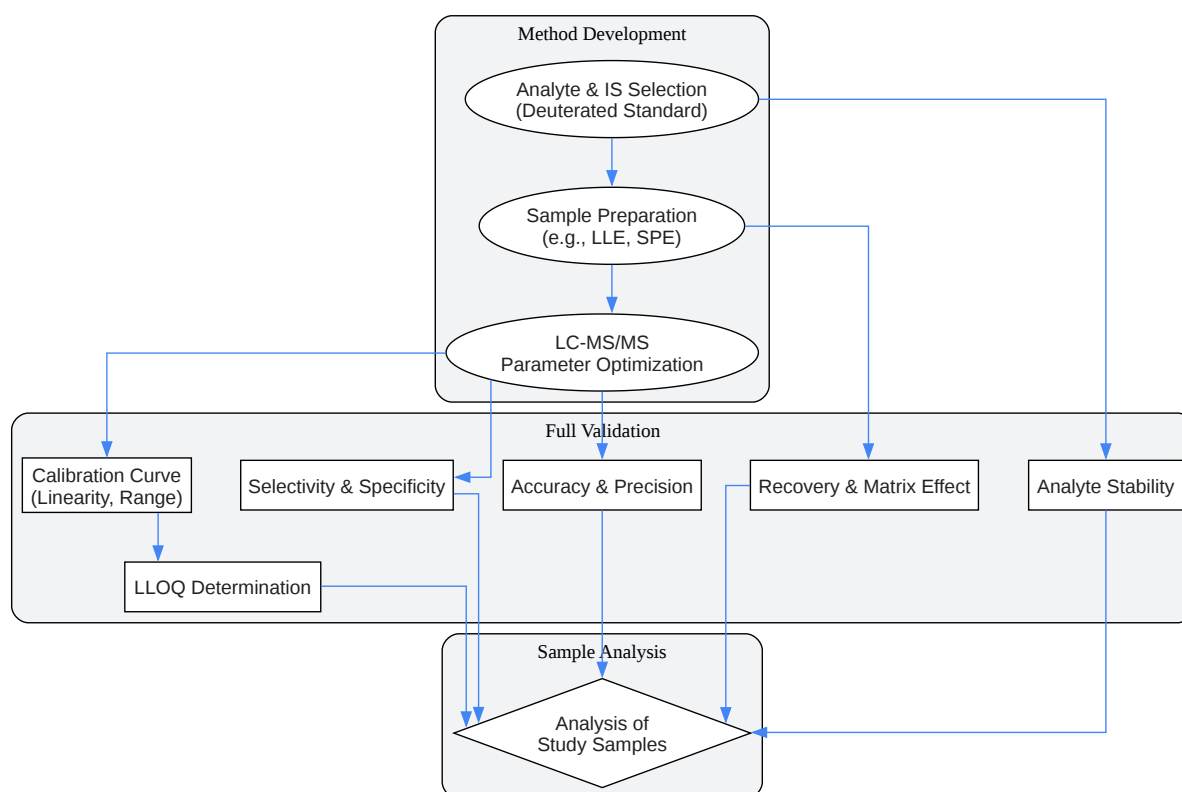 Method Development
Analyte & IS Selection
(Deuterated Standard)
Sample Preparation
(e.g., LLE, SPE)
LC-MS/MS
Parameter Optimization
Full Validation
Calibration Curve
(Linearity, Range)
Selectivity & Specificity
Accuracy & Precision
Recovery & Matrix Effect
Analyte Stability
LLOQ Determination
Sample Analysis
Analysis of
Study Samples